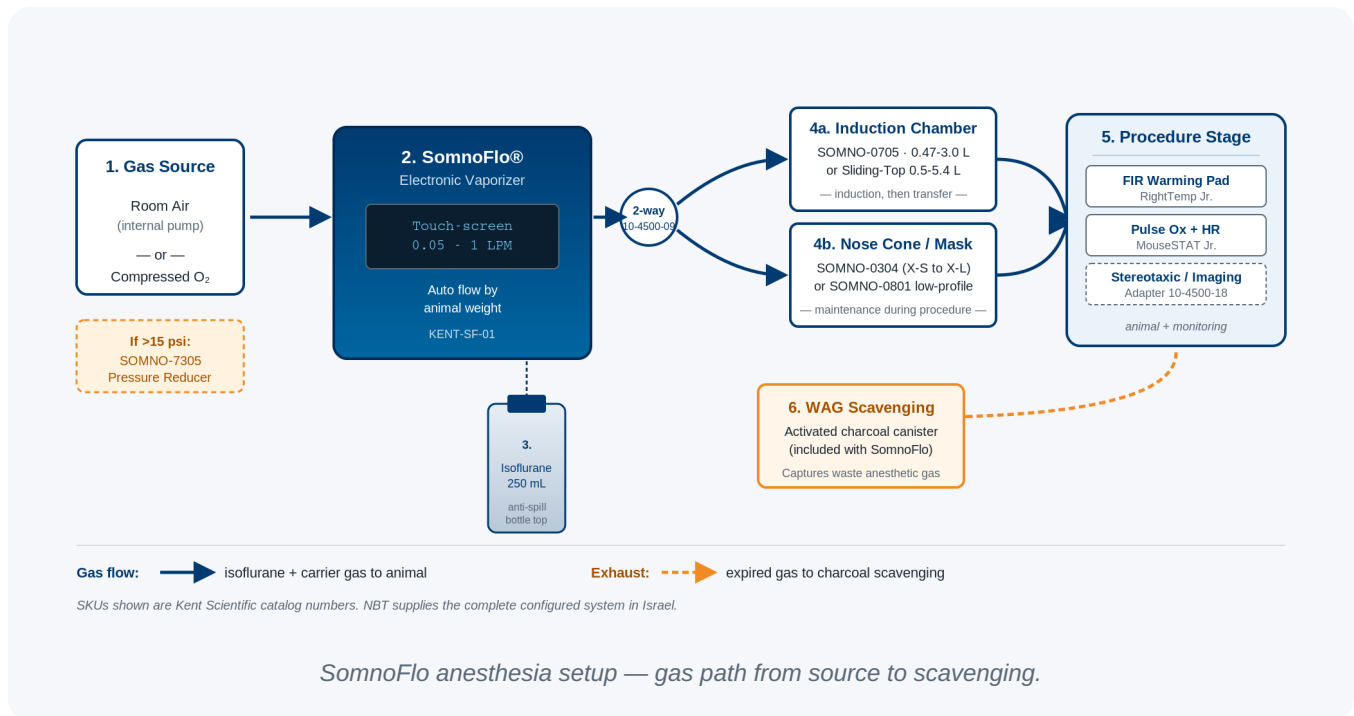 1. Gas Source
Room Air
(internal pump)
— or —
Compressed O₂
If >15 psi:
SOMNO-7305
Pressure Reducer
2. SomnoFlo®
Electronic Vaporizer
Touch-screen
0.05 - 1 LPM
Auto flow by
animal weight
KENT-SF-01
3.
Isoflurane
250 mL
anti-spill
bottle top
2-way
10-4500-09
4a. Induction Chamber
SOMNO-0705 · 0.47-3.0 L
or Sliding-Top 0.5-5.4 L
— induction, then transfer —
4b. Nose Cone / Mask
SOMNO-0304 (X-S to X-L)
or SOMNO-0801 low-profile
— maintenance during procedure —
5. Procedure Stage
FIR Warming Pad
RightTemp Jr.
Pulse Ox + HR
MouseSTAT Jr.
Stereotaxic / Imaging
Adapter 10-4500-18
animal + monitoring
6. WAG Scavenging
Activated charcoal canister
(included with SomnoFlo)
Captures waste anesthetic gas
Gas flow: isoflurane + carrier gas to animal
Exhaust: expired gas to charcoal scavenging
SKUs shown are Kent Scientific catalog numbers. NBT supplies the complete configured system in Israel.
SomnoFlo anesthesia setup — gas path from source to scavenging.